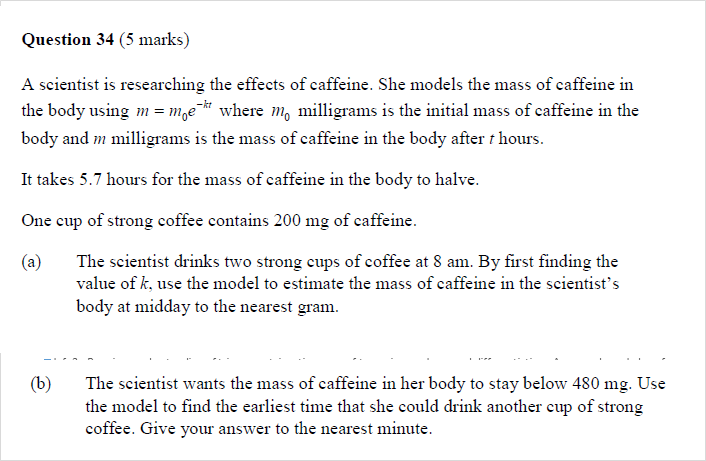 Question 34 (5 marks)
A scientist is researching the effects of caffeine. She models the mass of caffeine in
the body using m = m₀e⁻ᵏᵗ where m₀ milligrams is the initial mass of caffeine in the
body and m milligrams is the mass of caffeine in the body after t hours.
It takes 5.7 hours for the mass of caffeine in the body to halve.
One cup of strong coffee contains 200 mg of caffeine.
(a) The scientist drinks two strong cups of coffee at 8 am. By first finding the
value of k, use the model to estimate the mass of caffeine in the scientist's
body at midday to the nearest gram.
(b) The scientist wants the mass of caffeine in her body to stay below 480 mg. Use
the model to find the earliest time that she could drink another cup of strong
coffee. Give your answer to the nearest minute.